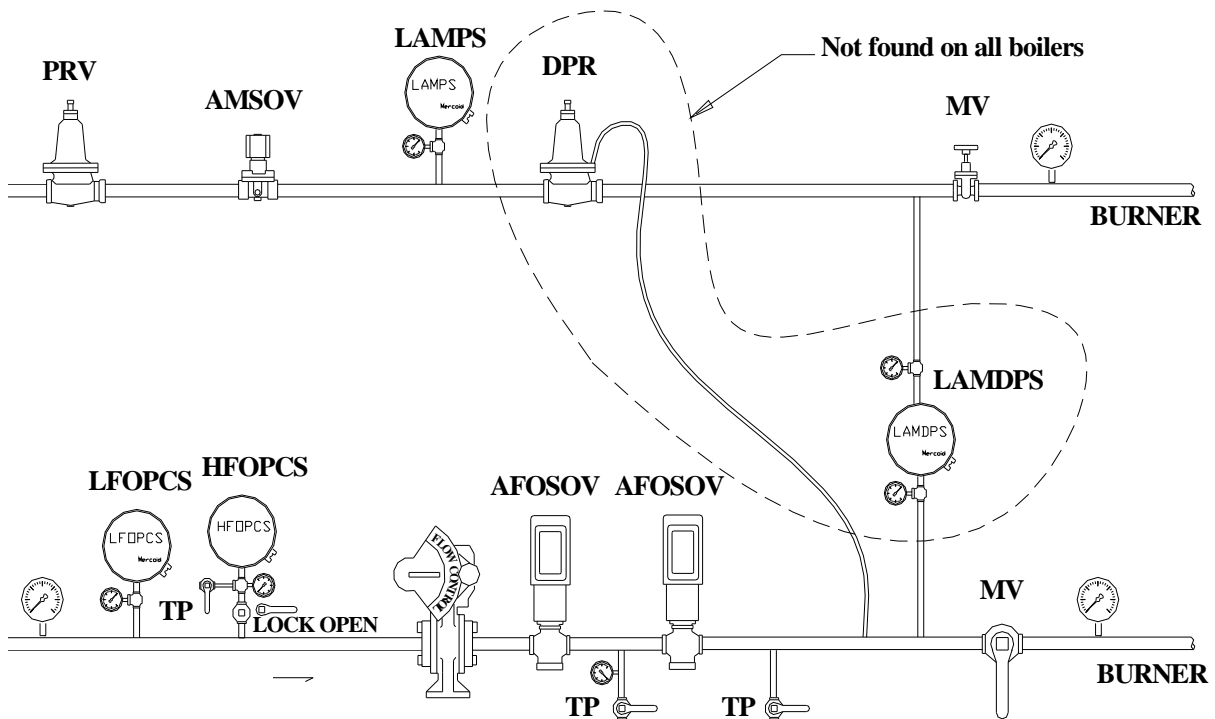 LAMPS
Not found on all boilers
PRV
DPR
AMSOV
MV
LAMPS
Mercoid
BURNER
LAMDPS
LAMDPS
Mercoid
LFOPCS
HFOPCS
AFOSOV
AFOSOV
LFOPCS
Mercoid
HFOPCS
FLOW CONTROL
TP
LOCK OPEN
MV
BURNER
TP
TP